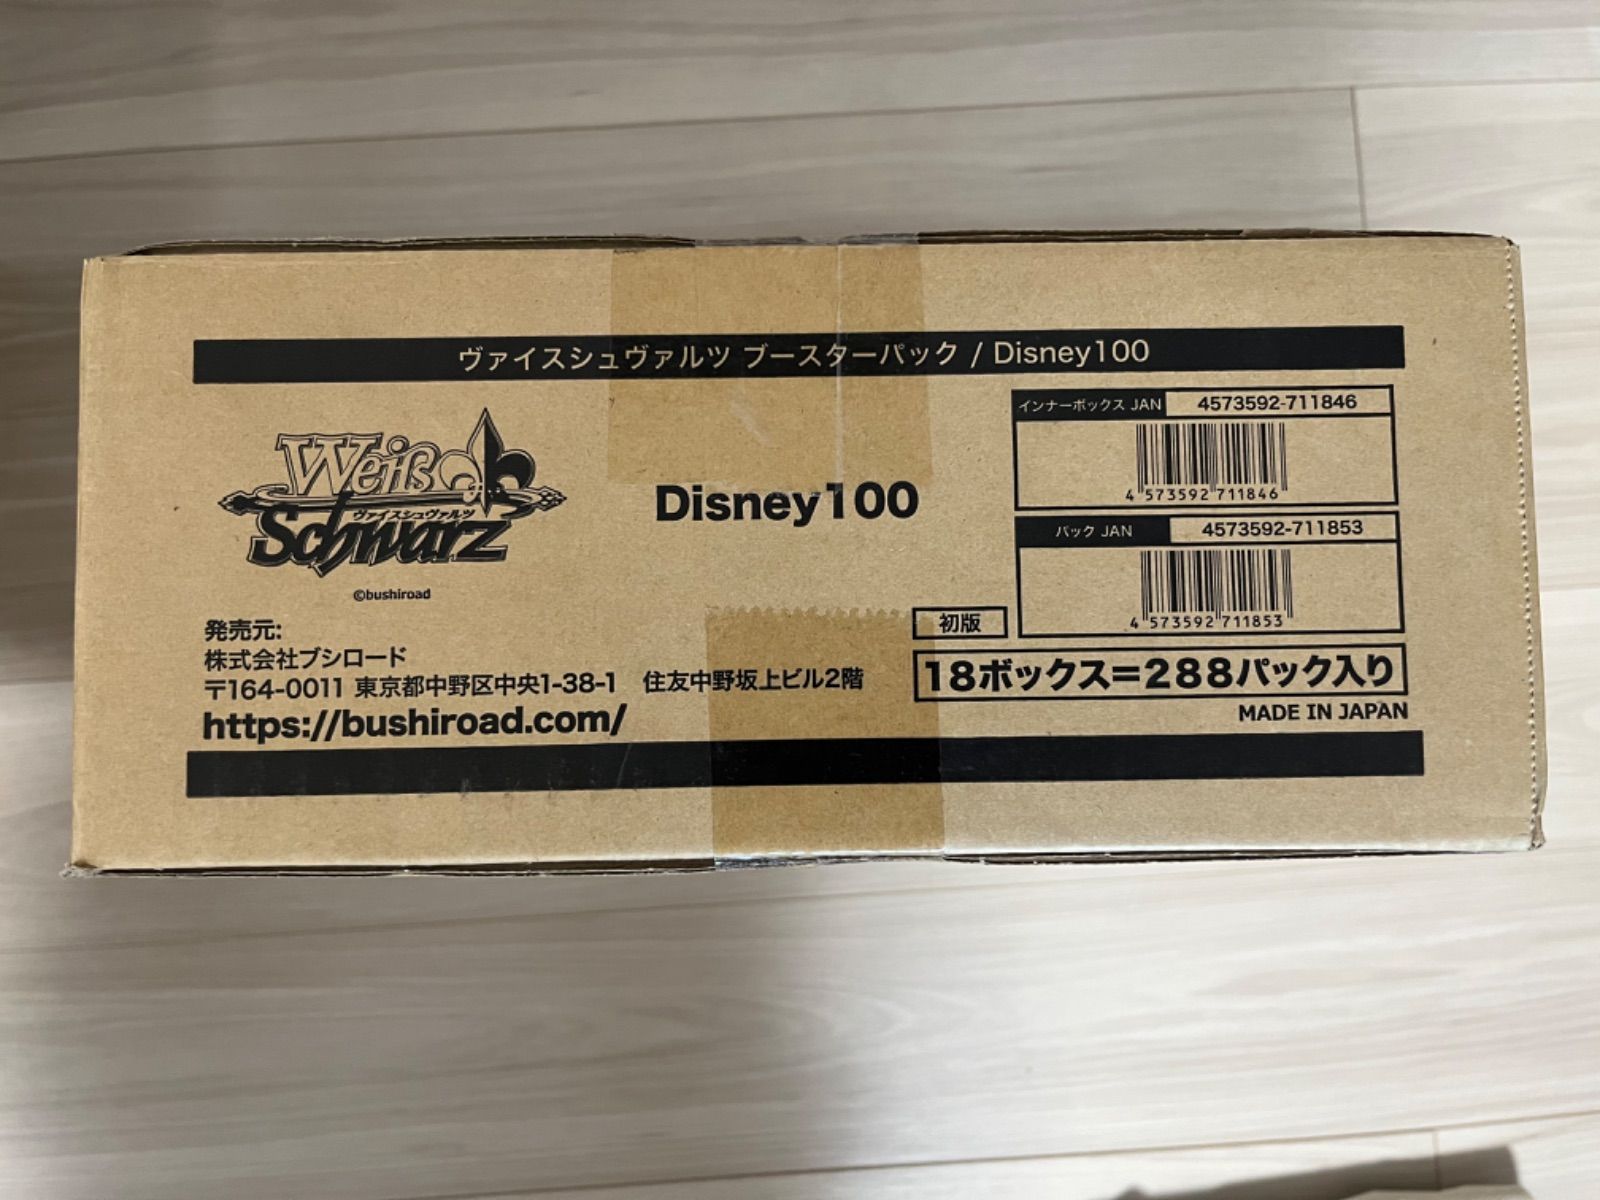 ヴァイスシュヴァルツ ブースターパック / Disney100
Weiß
ヴァイスシュヴァルツ
Schwarz
©bushiroad
Disney100
インナーボックス JAN 4573592-711846
4 573592 711846
パック JAN 4573592-711853
4 573592 711853
初版
18ボックス=288パック入り
MADE IN JAPAN
発売元:
株式会社ブシロード
〒164-0011 東京都中野区中央1-38-1 住友中野坂上ビル2階
https://bushiroad.com/